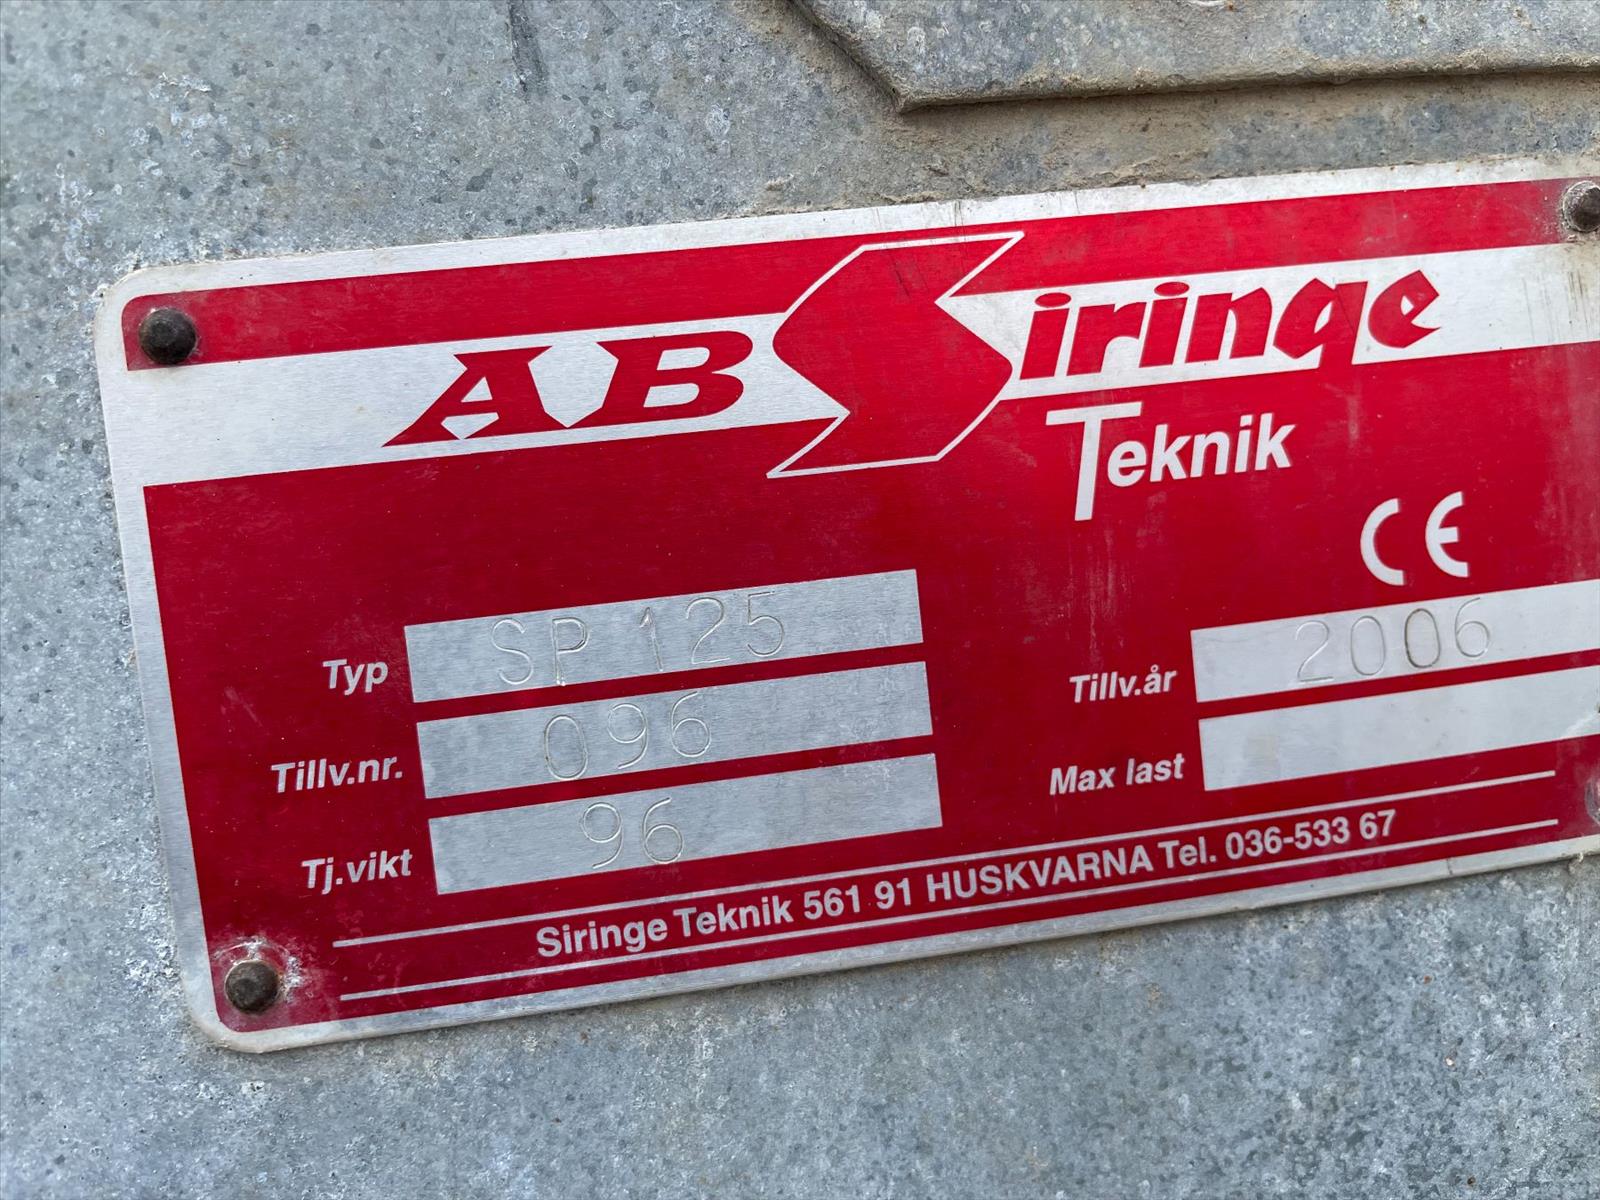 AB Siringe
Teknik
CE
Typ SP 125
Tillv.år 2006
Tillv.nr. 096
Max last
Tj.vikt 96
Siringe Teknik 561 91 HUSKVARNA Tel. 036-533 67